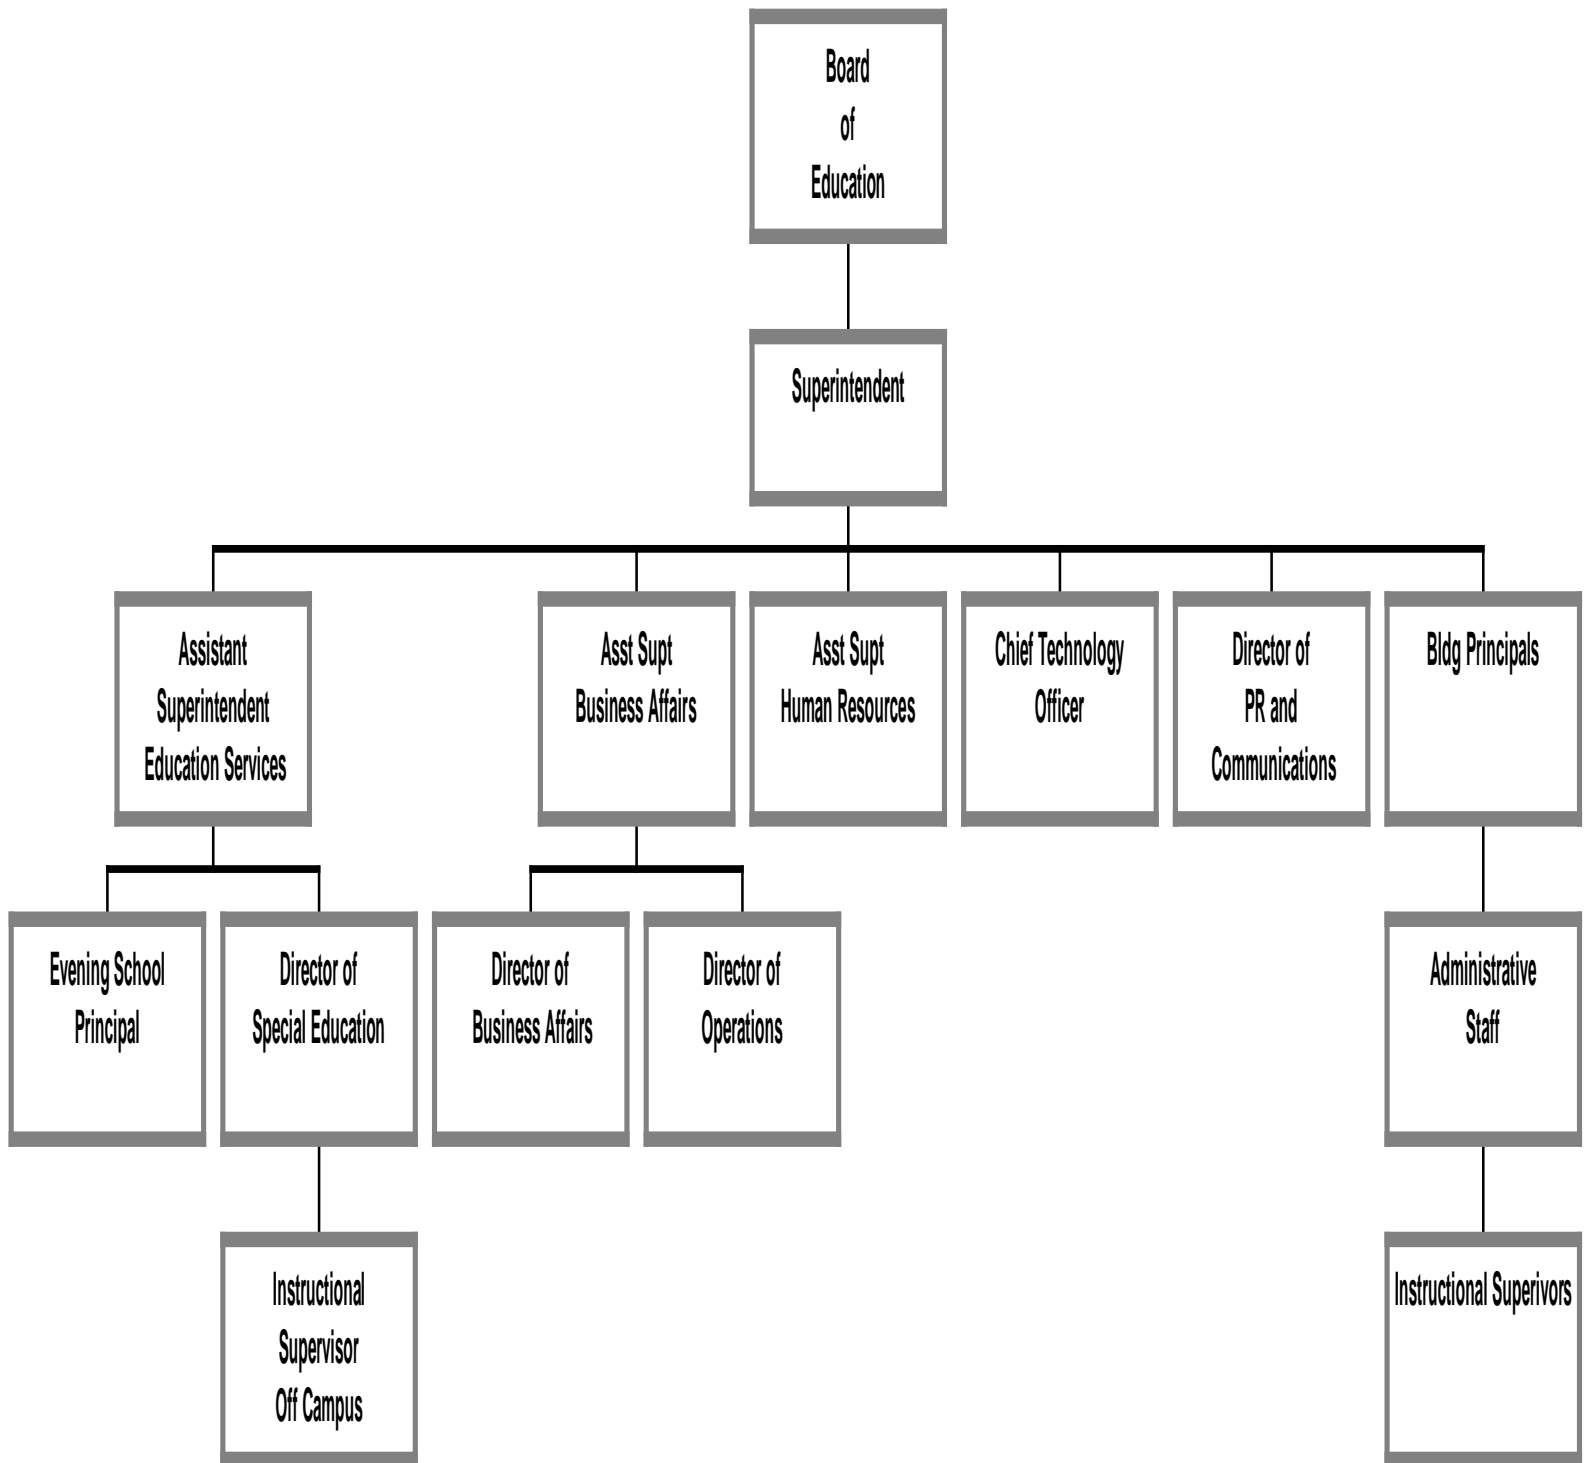 Board
of
Education
Superintendent
Assistant
Superintendent
Education Services
Asst Supt
Business Affairs
Asst Supt
Human Resources
Chief Technology
Officer
Director of
PR and
Communications
Bldg Principals
Evening School
Principal
Director of
Special Education
Director of
Business Affairs
Director of
Operations
Administrative
Staff
Instructional
Supervisor
Off Campus
Instructional Superivors